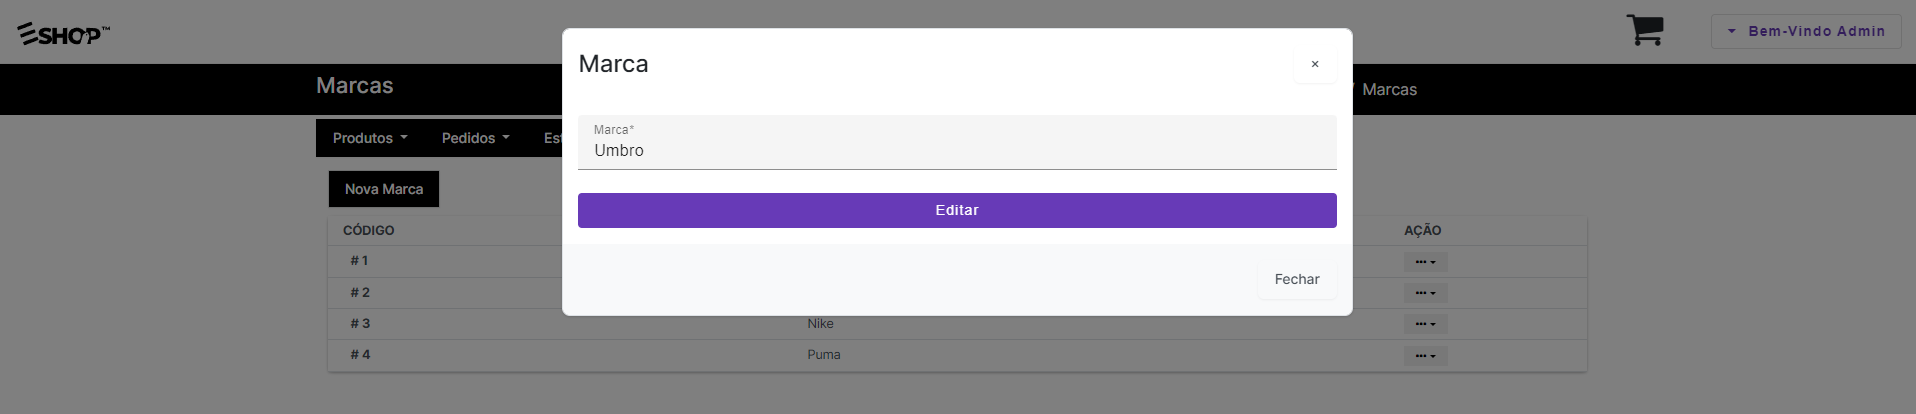 ESHOP™
Bem-Vindo Admin
Marca
×
Marcas
Marcas
Marca*
Umbro
Produtos
Pedidos
Est
Nova Marca
Editar
CÓDIGO
AÇÃO
# 1
# 2
Fechar
# 3 Nike
# 4 Puma